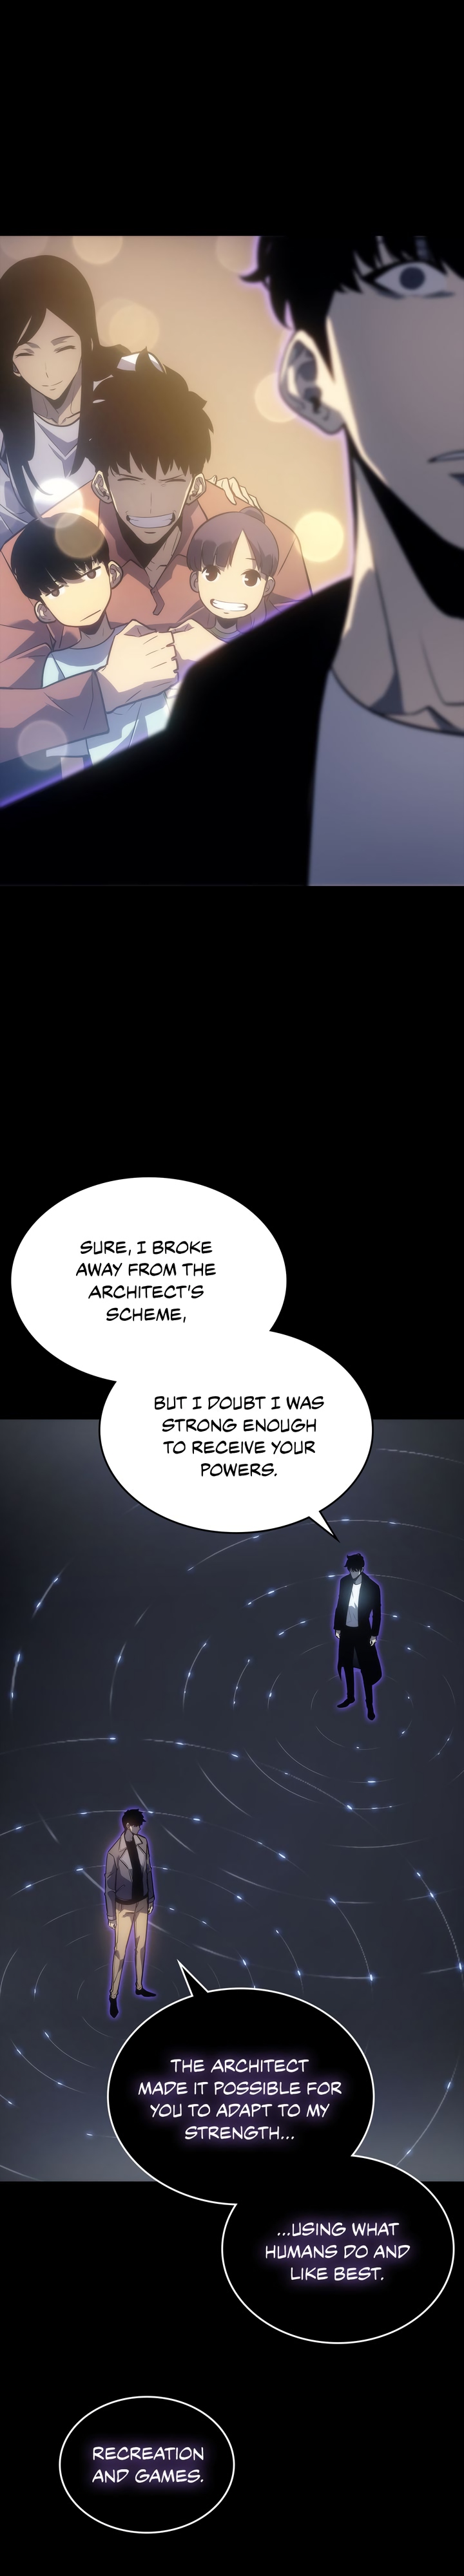 SURE, I BROKE
AWAY FROM THE
ARCHITECT'S
SCHEME,
BUT I DOUBT I WAS
STRONG ENOUGH
TO RECEIVE YOUR
POWERS.
THE ARCHITECT
MADE IT POSSIBLE FOR
YOU TO ADAPT TO MY
STRENGTH...
...USING WHAT
HUMANS DO AND
LIKE BEST.
RECREATION
AND GAMES.